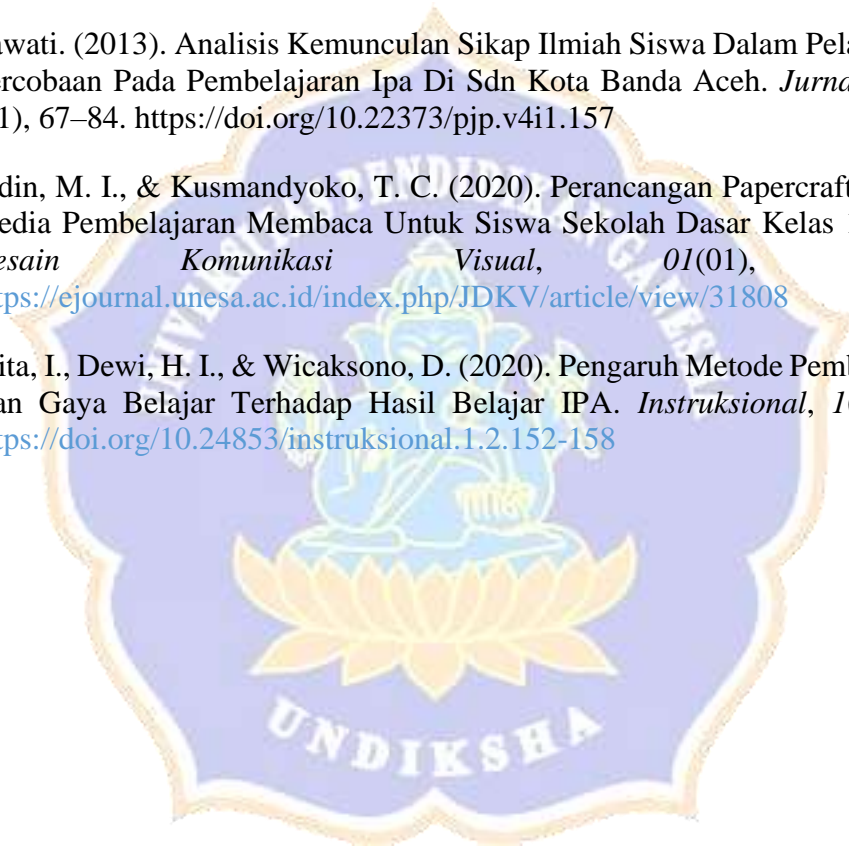 awati. (2013). Analisis Kemunculan Sikap Ilmiah Siswa Dalam Pela
ercobaan Pada Pembelajaran Ipa Di Sdn Kota Banda Aceh. Jurna
1), 67–84. https://doi.org/10.22373/pjp.v4i1.157
din, M. I., & Kusmandyoko, T. C. (2020). Perancangan Papercraft
edia Pembelajaran Membaca Untuk Siswa Sekolah Dasar Kelas 1
esain Komunikasi Visual, 01(01),
tps://ejournal.unesa.ac.id/index.php/JDKV/article/view/31808
ita, I., Dewi, H. I., & Wicaksono, D. (2020). Pengaruh Metode Pemb
an Gaya Belajar Terhadap Hasil Belajar IPA. Instruksional, 1(
tps://doi.org/10.24853/instruksional.1.2.152-158
UNDIKSHA